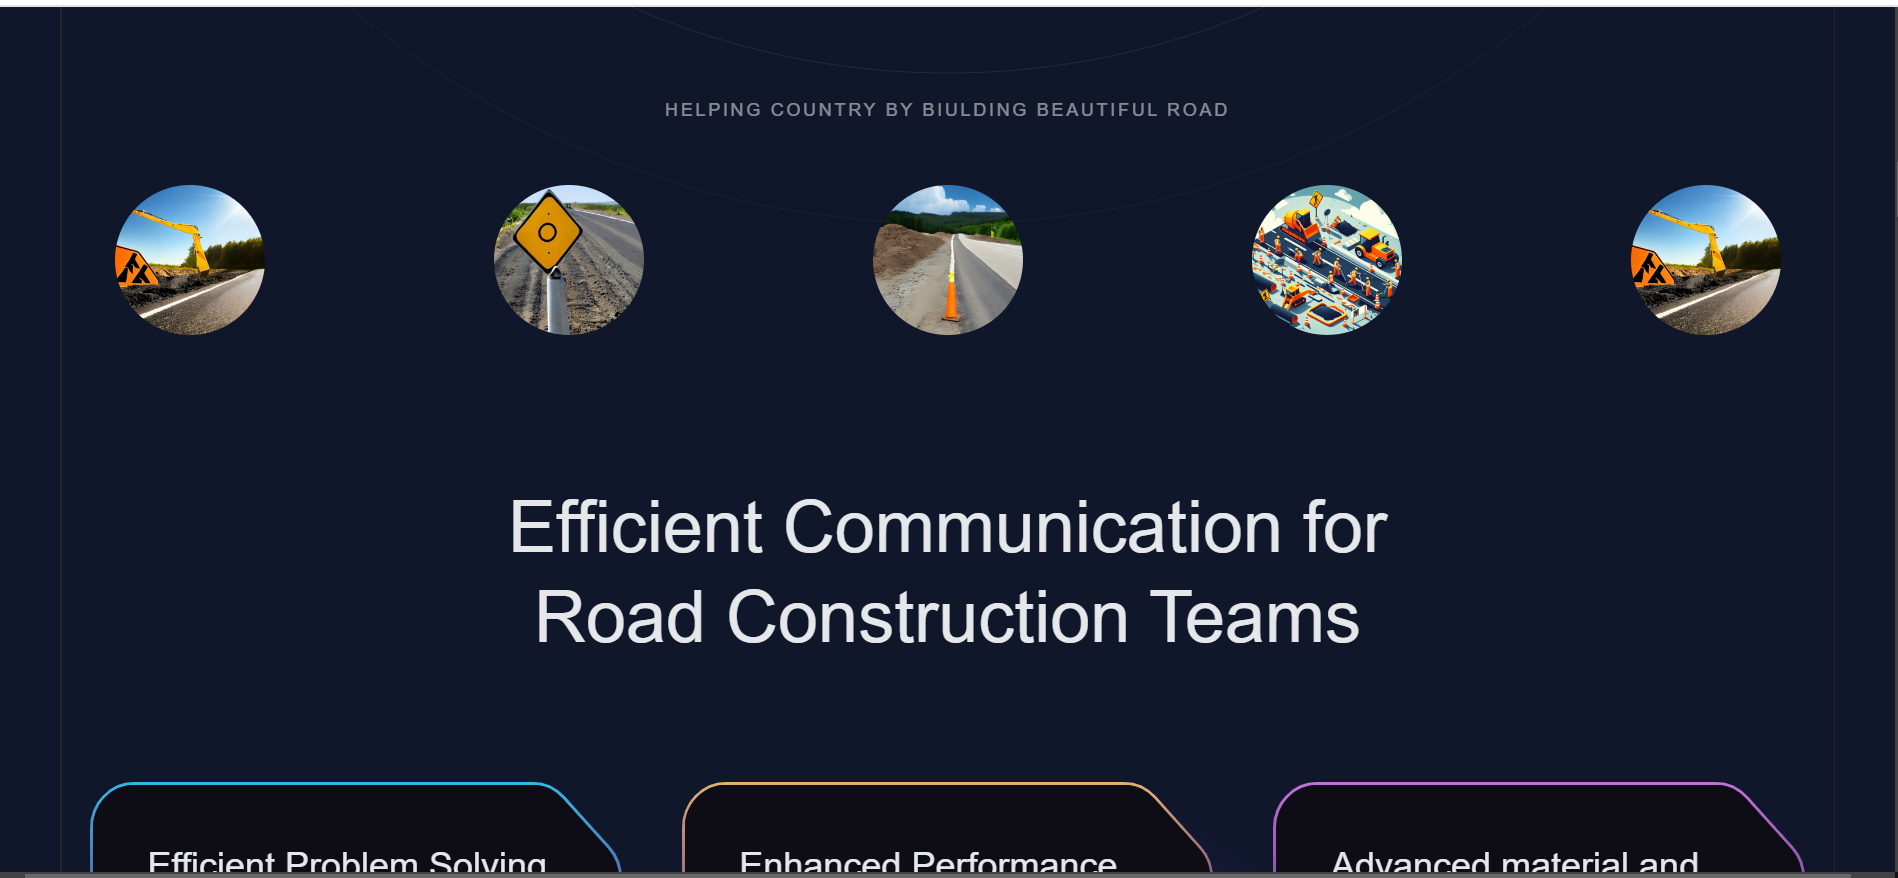 HELPING COUNTRY BY BIULDING BEAUTIFUL ROAD
Efficient Communication for
Road Construction Teams
Efficient Problem Solving
Enhanced Performance
Advanced material and